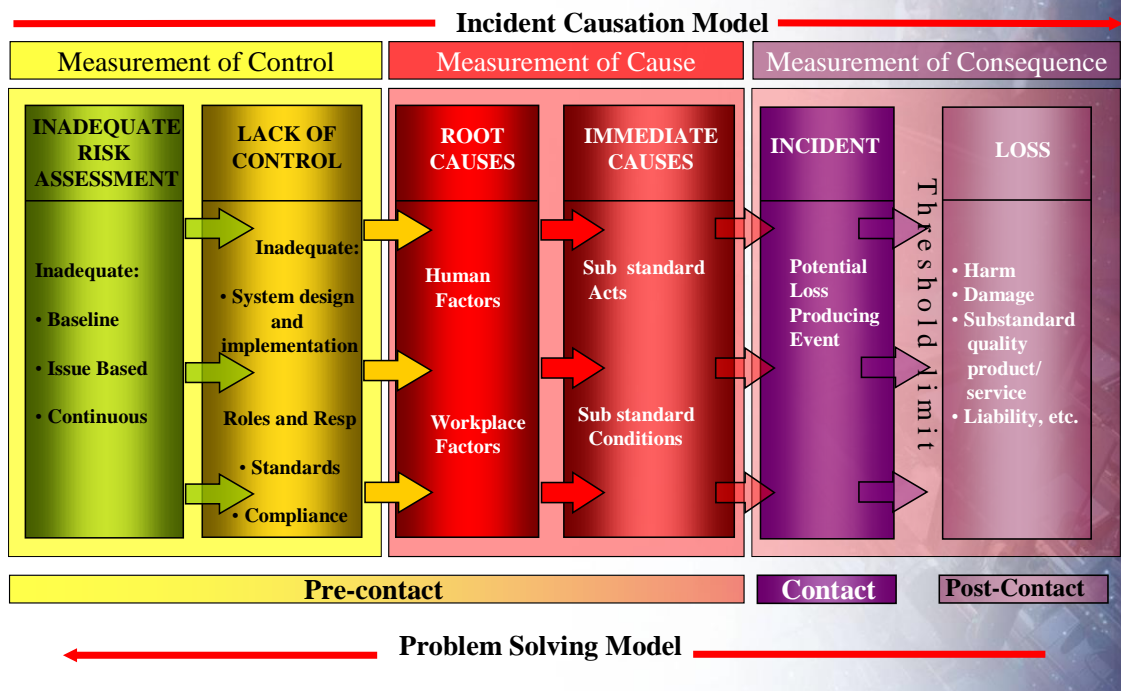 Incident Causation Model
Measurement of Control
Measurement of Cause
Measurement of Consequence
INADEQUATE
RISK
ASSESSMENT
Inadequate:
• Baseline
• Issue Based
• Continuous
LACK OF
CONTROL
Inadequate:
• System design
and
implementation
Roles and Resp
• Standards
• Compliance
ROOT
CAUSES
Human
Factors
Workplace
Factors
IMMEDIATE
CAUSES
Sub standard
Acts
Sub standard
Conditions
INCIDENT
Potential
Loss
Producing
Event
Threshold limit
LOSS
• Harm
• Damage
• Substandard
quality
product/
service
• Liability, etc.
Pre-contact
Contact
Post-Contact
Problem Solving Model